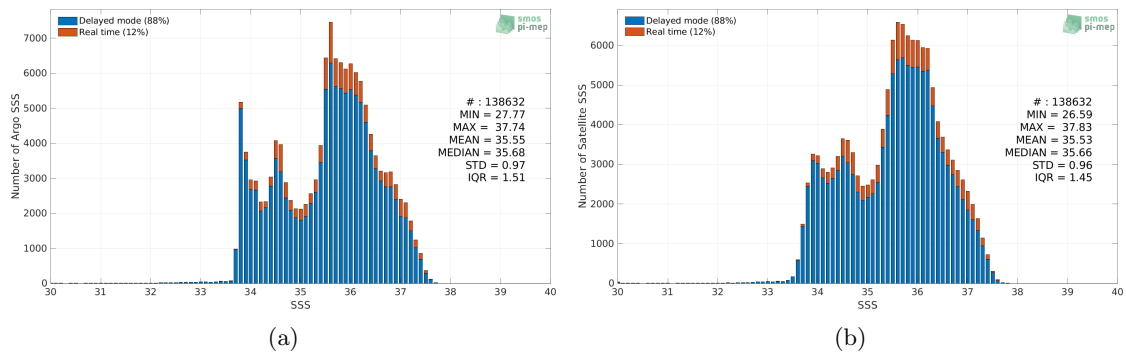 Delayed mode (88%)
Real time (12%)
smos
pi-mep
7000
6000
5000
4000
3000
2000
1000
0
Number of Argo SSS
# : 138632
MIN = 27.77
MAX = 37.74
MEAN = 35.55
MEDIAN = 35.68
STD = 0.97
IQR = 1.51
30 31 32 33 34 35 36 37 38 39 40
SSS
(a)
Delayed mode (88%)
Real time (12%)
smos
pi-mep
6000
5000
4000
3000
2000
1000
0
Number of Satellite SSS
# : 138632
MIN = 26.59
MAX = 37.83
MEAN = 35.53
MEDIAN = 35.66
STD = 0.96
IQR = 1.45
30 31 32 33 34 35 36 37 38 39 40
SSS
(b)